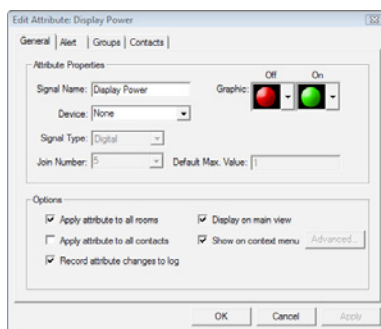 Edit Attribute: Display Power
General Alert Groups Contacts
Attribute Properties
Off On
Signal Name: Display Power Graphic:
Device: None
Signal Type: Digital
Join Number: 5 Default Max. Value: 1
Options
Apply attribute to all rooms Display on main view
Apply attribute to all contacts Show on context menu Advanced...
Record attribute changes to log
OK Cancel Apply